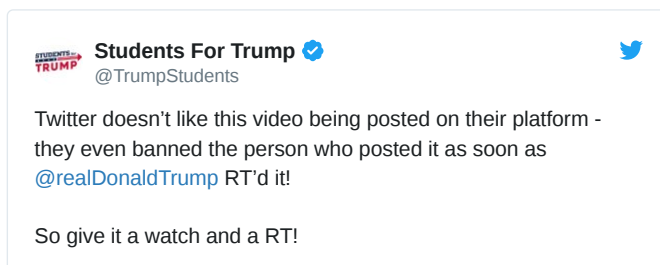 STUDENTS for
TRUMP
Students For Trump
@TrumpStudents
Twitter doesn’t like this video being posted on their platform -
they even banned the person who posted it as soon as
@realDonaldTrump RT’d it!
So give it a watch and a RT!